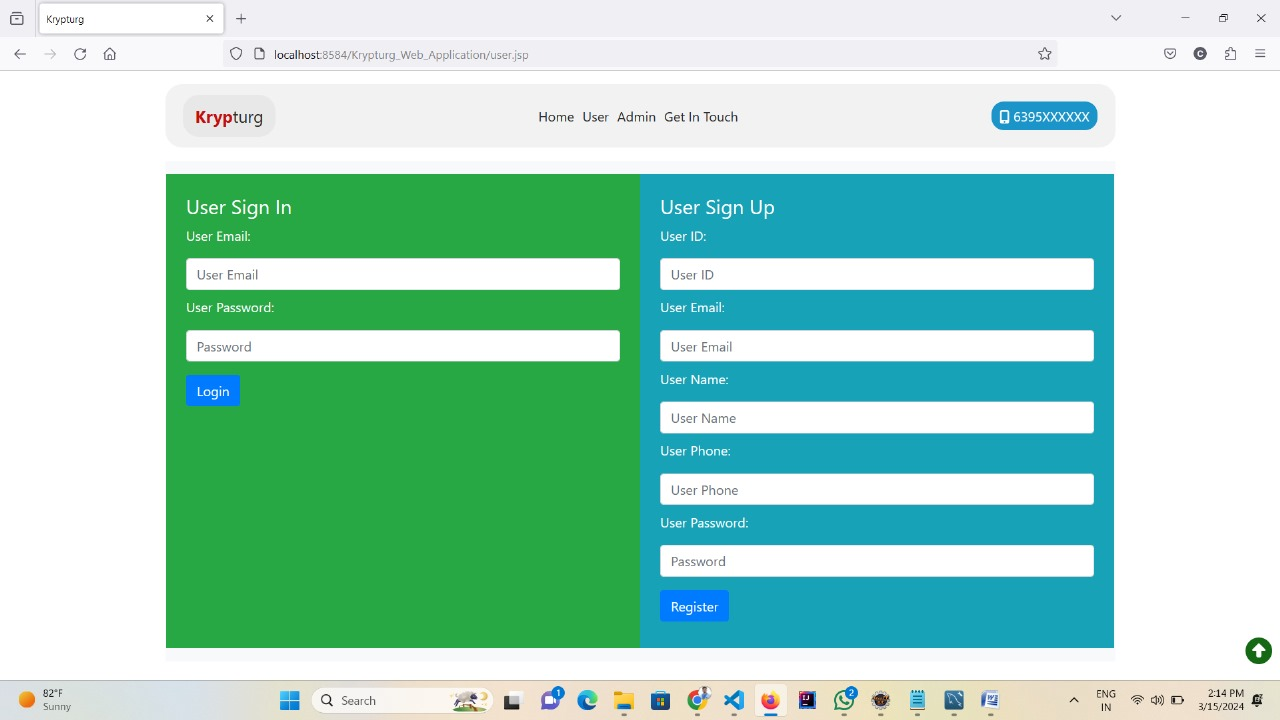 Krypturg
localhost:8584/Krypturg_Web_Application/user.jsp
Krypturg
Home User Admin Get In Touch
6395XXXXXX
User Sign In
User Email:
User Email
User Password:
Password
Login
User Sign Up
User ID:
User ID
User Email:
User Email
User Name:
User Name
User Phone:
User Phone
User Password:
Password
Register
82°F
Sunny
Search
1
2
ENG
IN
2:14 PM
3/15/2024